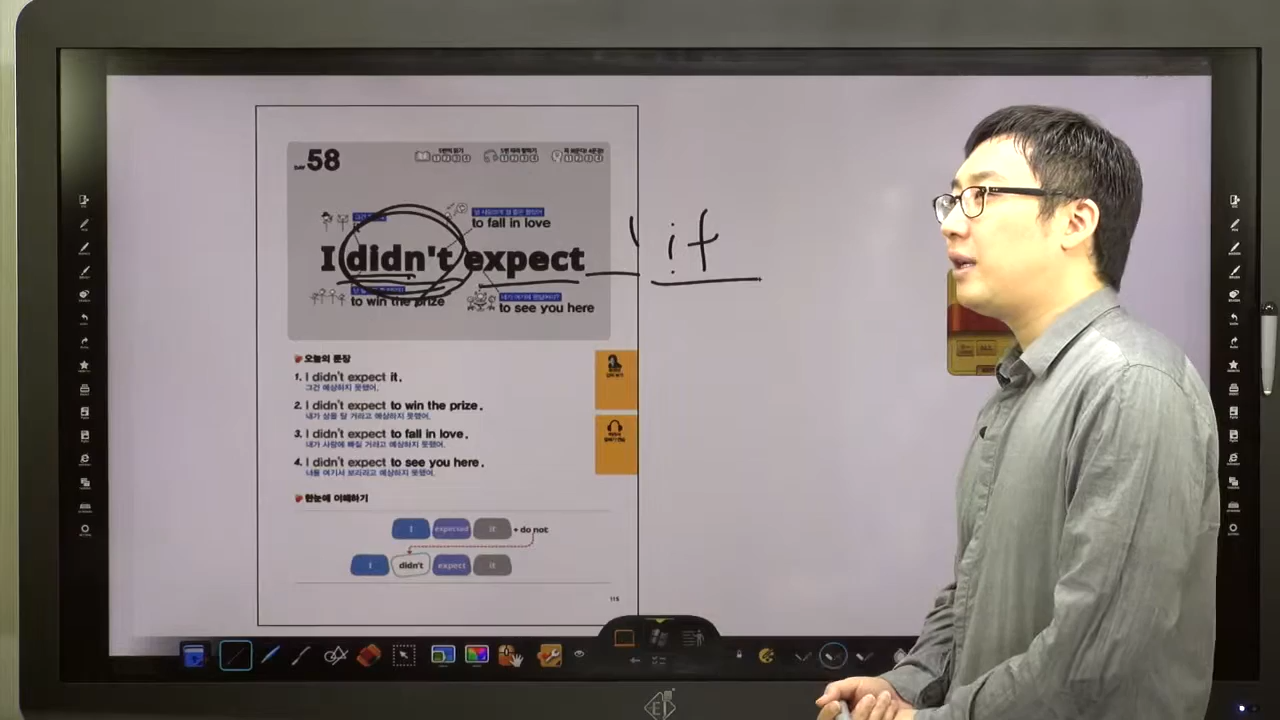 DAY 58
to fall in love
I didn't expect
it
to win the prize
to see you here
오늘의 문장
1. I didn't expect it.
그건 예상하지 못했어.
2. I didn't expect to win the prize.
내가 상을 탈 거라고 예상하지 못했어.
3. I didn't expect to fall in love.
내가 사랑에 빠질 거라고 예상하지 못했어.
4. I didn't expect to see you here.
너를 여기서 보리라고 예상하지 못했어.
한눈에 이해하기
I expected it + do not
I didn't expect it
115